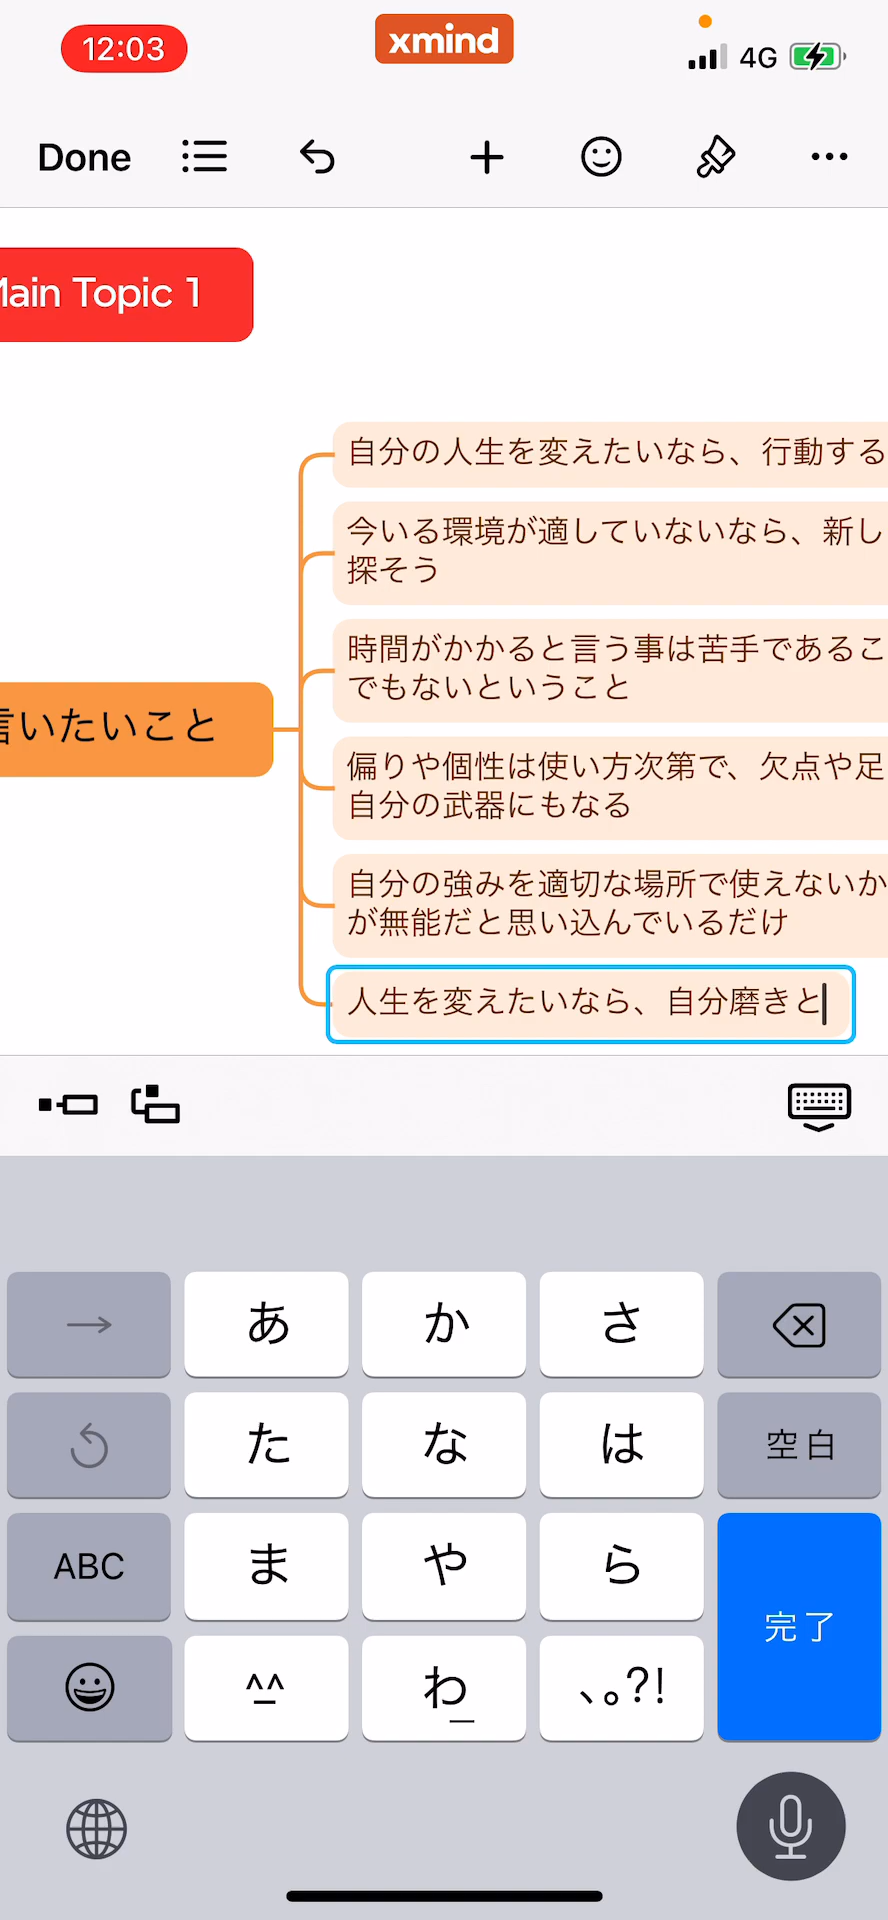 12:03
xmind
4G
Done
Main Topic 1
自分の人生を変えたいなら、行動する
今いる環境が適していないなら、新し
探そう
時間がかかると言う事は苦手であるこ
でもないということ
言いたいこと
偏りや個性は使い方次第で、欠点や足
自分の武器にもなる
自分の強みを適切な場所で使えないか
が無能だと思い込んでいるだけ
人生を変えたいなら、自分磨きと
→ あ か さ
た な は 空白
ABC ま や ら
完了
^^ わ 、。?!